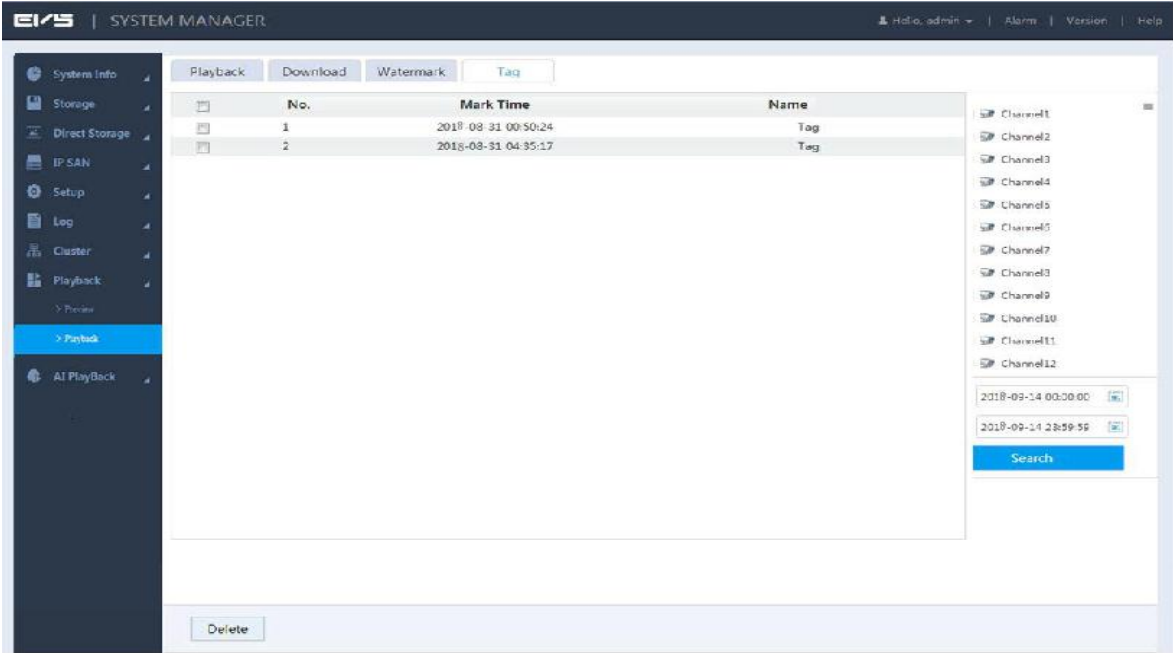 EVS | SYSTEM MANAGER
Hello, admin | Alarm | Version | Help
System Info
Storage
Direct Storage
IP SAN
Setup
Log
Cluster
Playback
> Preview
> Playback
AI PlayBack
Playback Download Watermark Tag
No. Mark Time Name
1 2018-08-31 00:50:24 Tag
2 2018-08-31 04:35:17 Tag
Channel1
Channel2
Channel3
Channel4
Channel5
Channel6
Channel7
Channel8
Channel9
Channel10
Channel11
Channel12
2018-09-14 00:00:00
2018-09-14 23:59:59
Search
Delete